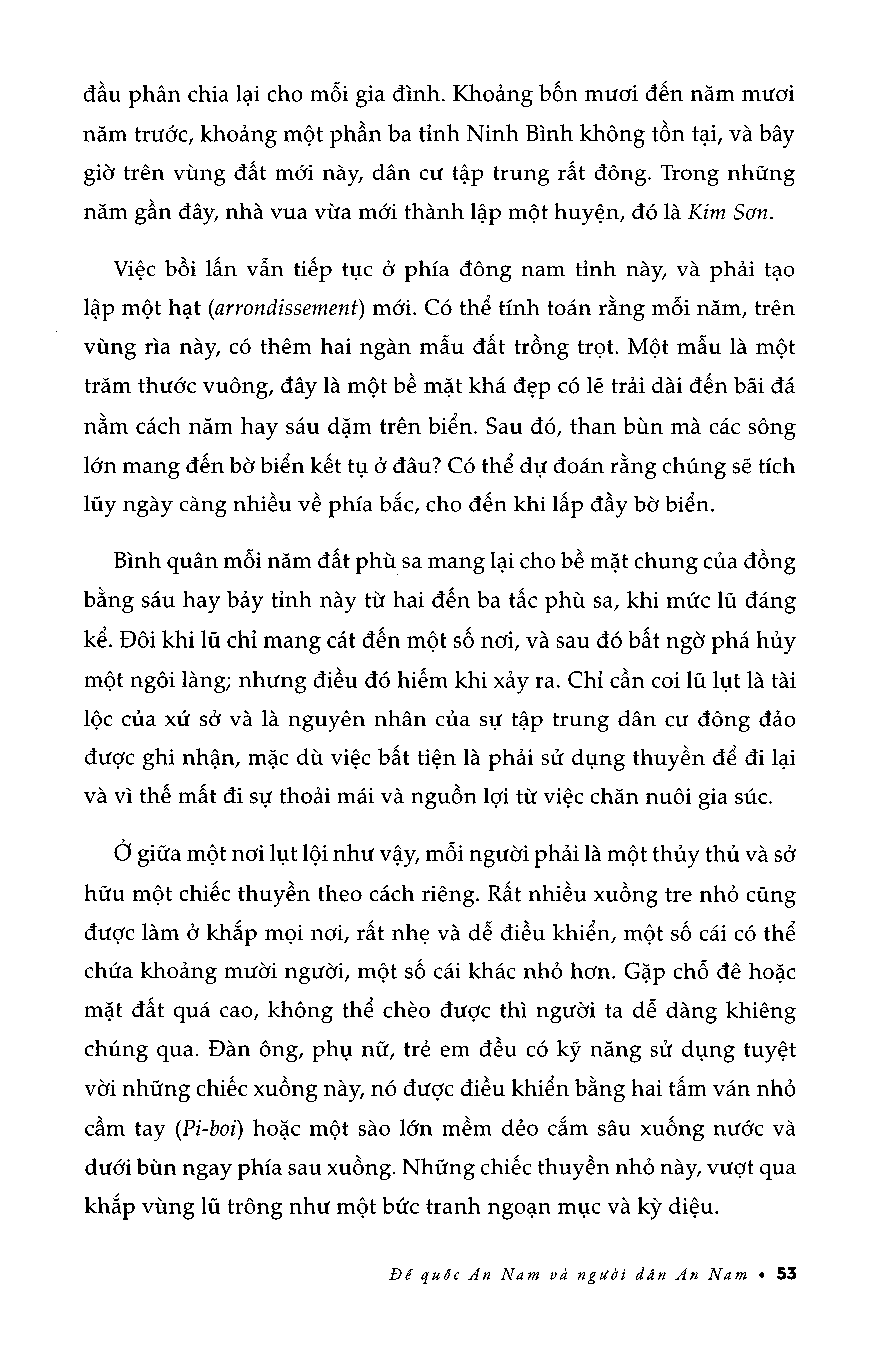 đầu phân chia lại cho mỗi gia đình. Khoảng bốn mươi đến năm mươi
năm trước, khoảng một phần ba tỉnh Ninh Bình không tồn tại, và bây
giờ trên vùng đất mới này, dân cư tập trung rất đông. Trong những
năm gần đây, nhà vua vừa mới thành lập một huyện, đó là Kim Sơn.
Việc bồi lấn vẫn tiếp tục ở phía đông nam tỉnh này, và phải tạo
lập một hạt (arrondissement) mới. Có thể tính toán rằng mỗi năm, trên
vùng rìa này, có thêm hai ngàn mẫu đất trồng trọt. Một mẫu là một
trăm thước vuông, đây là một bề mặt khá đẹp có lẽ trải dài đến bãi đá
nằm cách năm hay sáu dặm trên biển. Sau đó, than bùn mà các sông
lớn mang đến bờ biển kết tụ ở đâu? Có thể dự đoán rằng chúng sẽ tích
lũy ngày càng nhiều về phía bắc, cho đến khi lấp đầy bờ biển.
Bình quân mỗi năm đất phù sa mang lại cho bề mặt chung của đồng
bằng sáu hay bảy tỉnh này từ hai đến ba tấc phù sa, khi mức lũ đáng
kể. Đôi khi lũ chỉ mang cát đến một số nơi, và sau đó bất ngờ phá hủy
một ngôi làng; nhưng điều đó hiếm khi xảy ra. Chỉ cần coi lũ lụt là tài
lộc của xứ sở và là nguyên nhân của sự tập trung dân cư đông đảo
được ghi nhận, mặc dù việc bất tiện là phải sử dụng thuyền để đi lại
và vì thế mất đi sự thoải mái và nguồn lợi từ việc chăn nuôi gia súc.
Ở giữa một nơi lụt lội như vậy, mỗi người phải là một thủy thủ và sở
hữu một chiếc thuyền theo cách riêng. Rất nhiều xuồng tre nhỏ cũng
được làm ở khắp mọi nơi, rất nhẹ và dễ điều khiển, một số cái có thể
chứa khoảng mười người, một số cái khác nhỏ hơn. Gặp chỗ đê hoặc
mặt đất quá cao, không thể chèo được thì người ta dễ dàng khiêng
chúng qua. Đàn ông, phụ nữ, trẻ em đều có kỹ năng sử dụng tuyệt
vời những chiếc xuồng này, nó được điều khiển bằng hai tấm ván nhỏ
cầm tay (Pi-boi) hoặc một sào lớn mềm dẻo cắm sâu xuống nước và
dưới bùn ngay phía sau xuồng. Những chiếc thuyền nhỏ này, vượt qua
khắp vùng lũ trông như một bức tranh ngoạn mục và kỳ diệu.
Đế quốc An Nam và người dân An Nam • 53